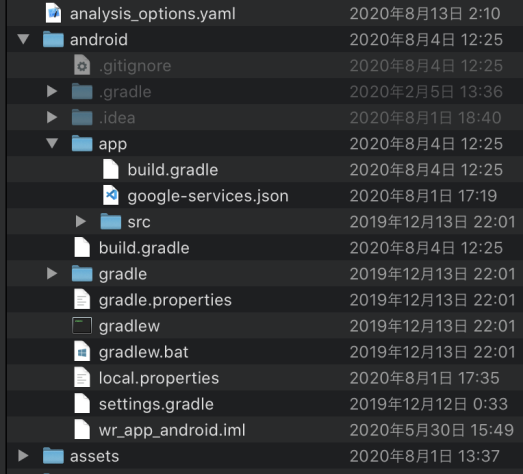 analysis_options.yaml 2020年8月13日 2:10
android 2020年8月4日 12:25
.gitignore 2020年8月4日 12:25
.gradle 2020年2月5日 13:36
.idea 2020年8月1日 18:40
app 2020年8月4日 12:25
build.gradle 2020年8月4日 12:25
google-services.json 2020年8月1日 17:19
src 2019年12月13日 22:01
build.gradle 2020年8月4日 12:25
gradle 2019年12月13日 22:01
gradle.properties 2019年12月13日 22:01
gradlew 2019年12月13日 22:01
gradlew.bat 2019年12月13日 22:01
local.properties 2020年8月1日 17:35
settings.gradle 2019年12月12日 0:33
wr_app_android.iml 2020年5月30日 15:49
assets 2020年8月1日 13:37